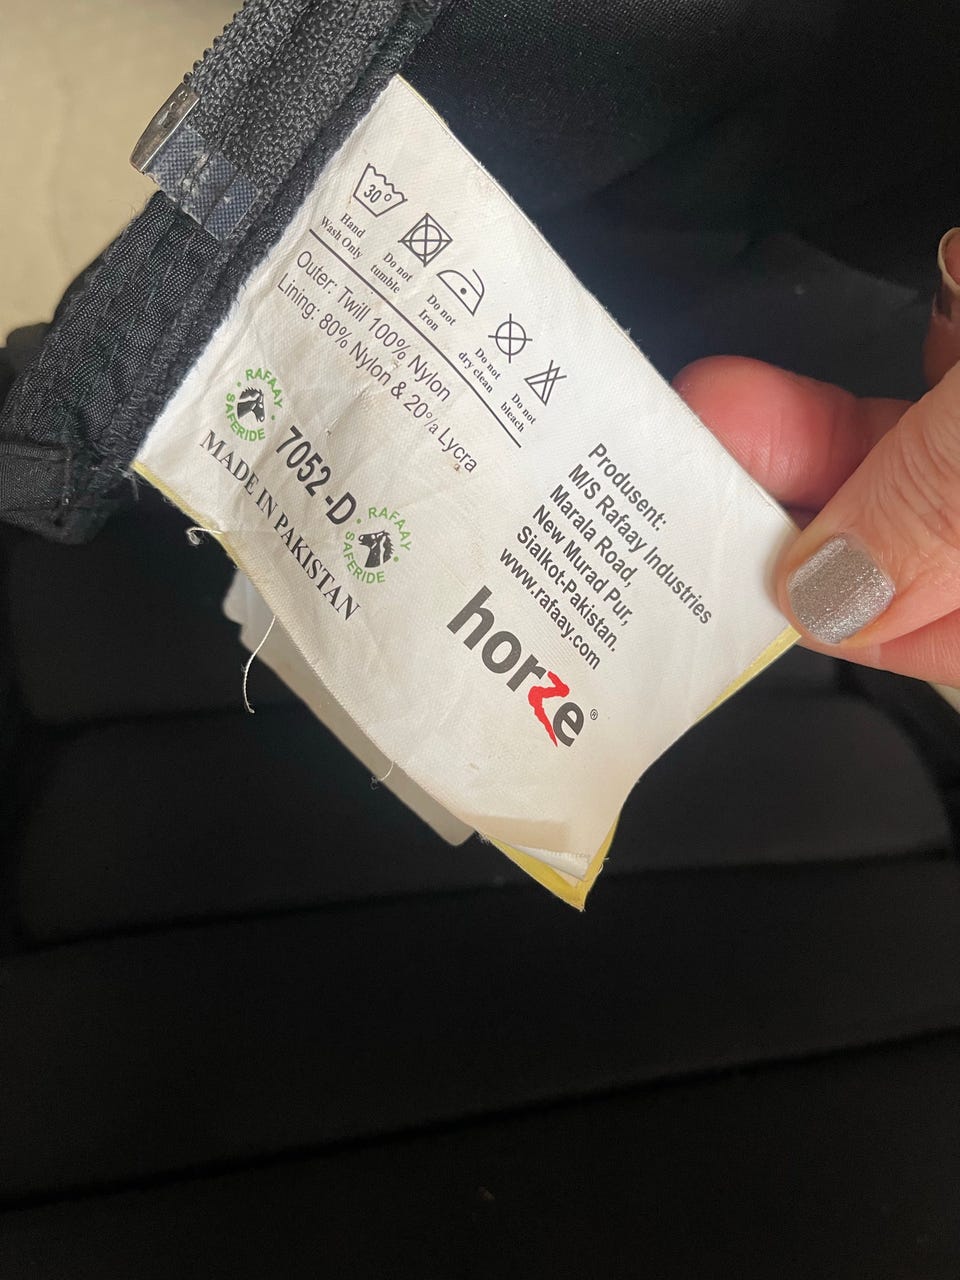 30°
Hand
Wash Only
Do not
tumble
Do not
Iron
Do not
dry clean
Do not
bleach
Outer: Twill 100% Nylon
Lining: 80% Nylon & 20% Lycra
RAFAAY
SAFERIDE
7052-D
RAFAAY
SAFERIDE
MADE IN PAKISTAN
Produsent:
M/S Rafaay Industries
Marala Road,
New Murad Pur,
Sialkot-Pakistan.
www.rafaay.com
horze®